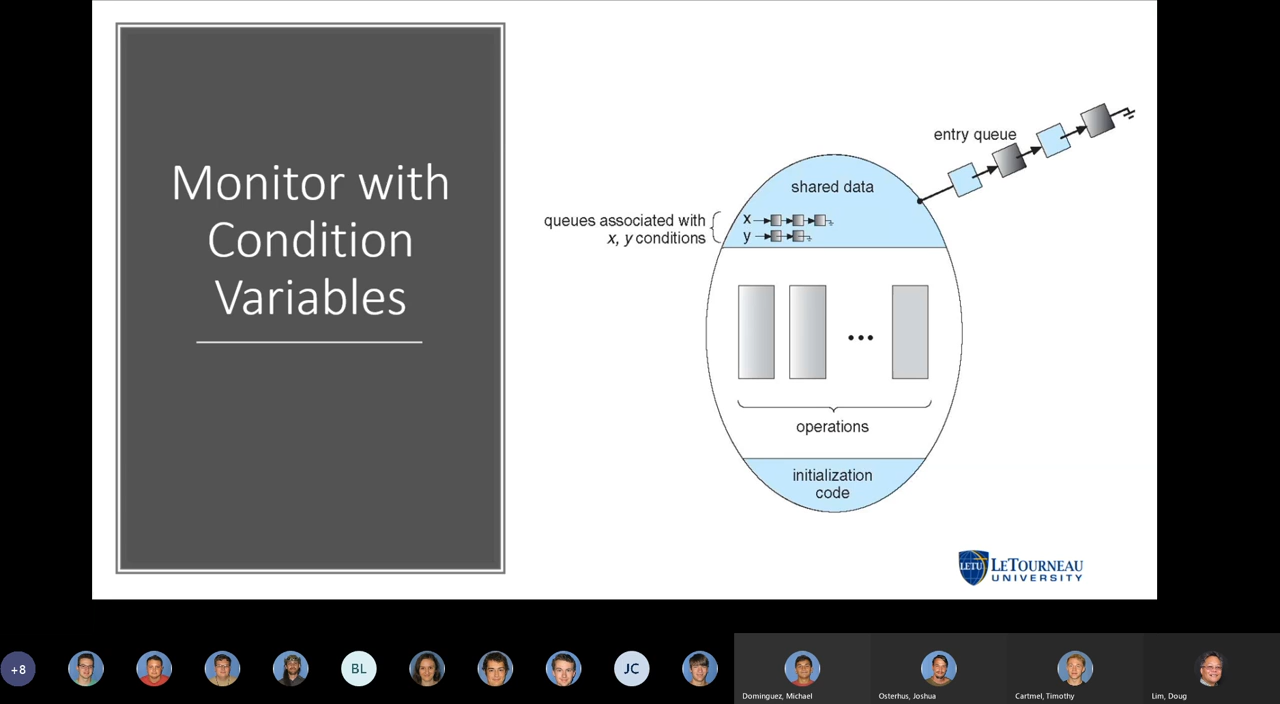 Monitor with
Condition
Variables
entry queue
shared data
queues associated with
x, y conditions
x
y
operations
initialization
code
LETU
LETOURNEAU
UNIVERSITY
+8
BL
JC
Dominguez, Michael
Osterhus, Joshua
Cartmel, Timothy
Lim, Doug